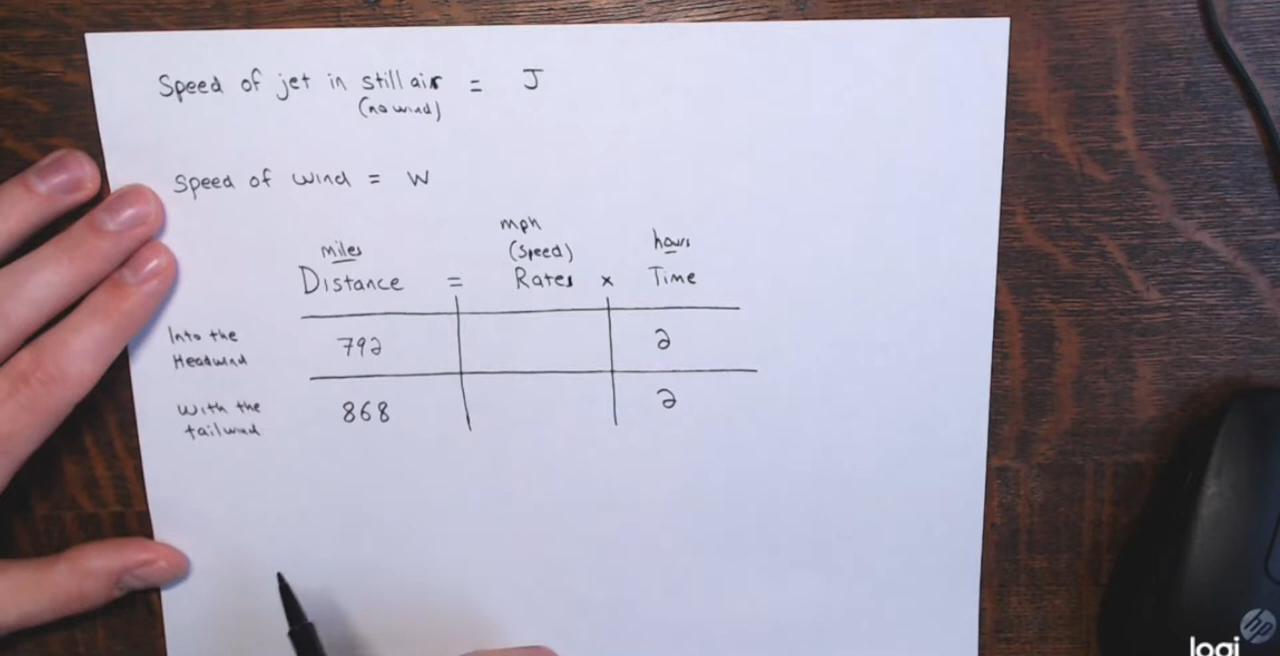 Speed of jet in still air = J
(no wind)
Speed of wind = W
mph
miles (Speed) hours
Distance = Rates x Time
Into the
Headwind 792 2
With the
tailwind 868 2
hp
logi